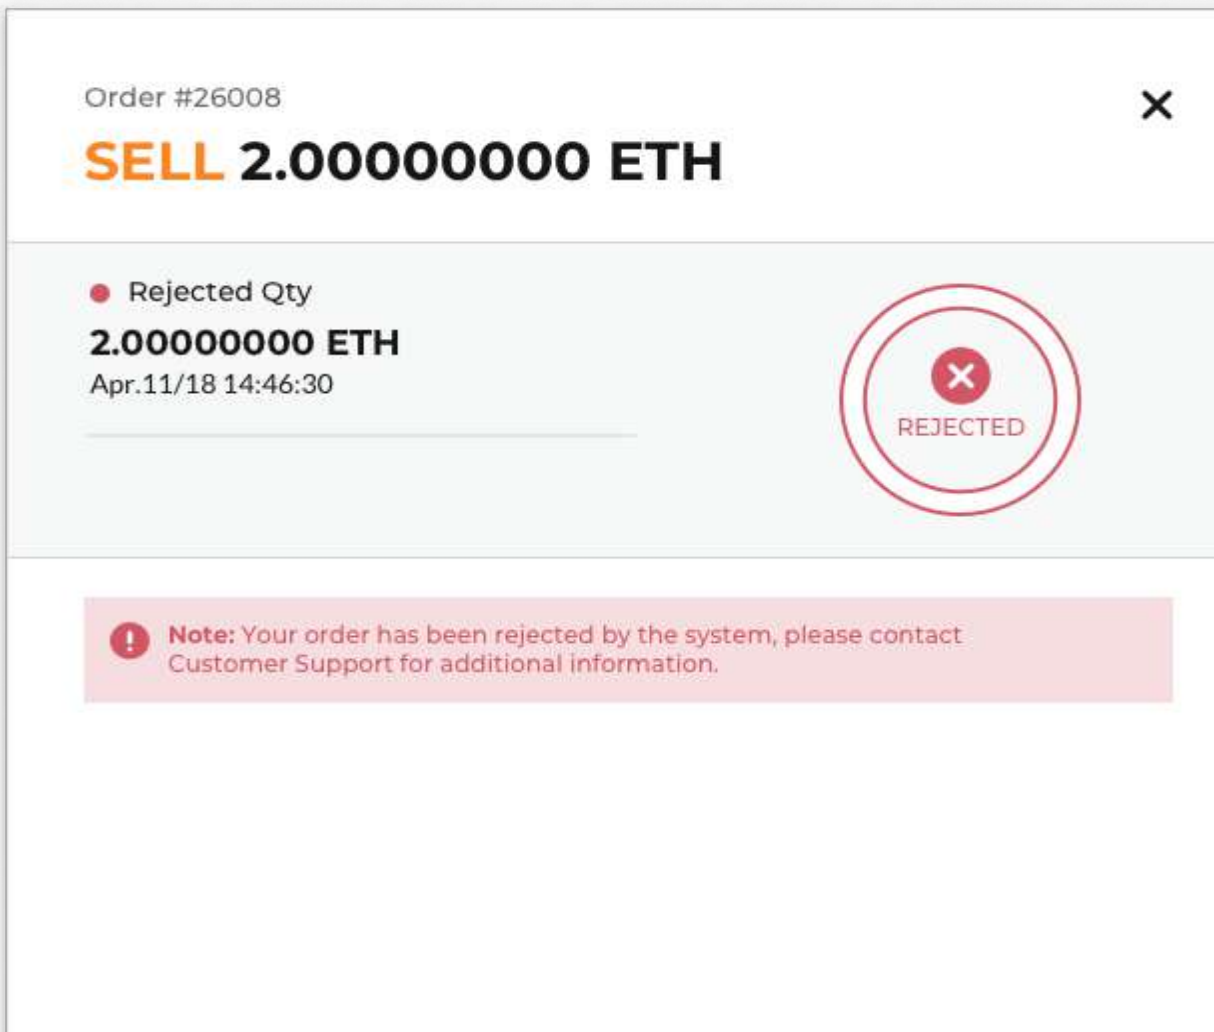 Order #26008
SELL 2.00000000 ETH
Rejected Qty
2.00000000 ETH
Apr.11/18 14:46:30
REJECTED
Note: Your order has been rejected by the system, please contact
Customer Support for additional information.